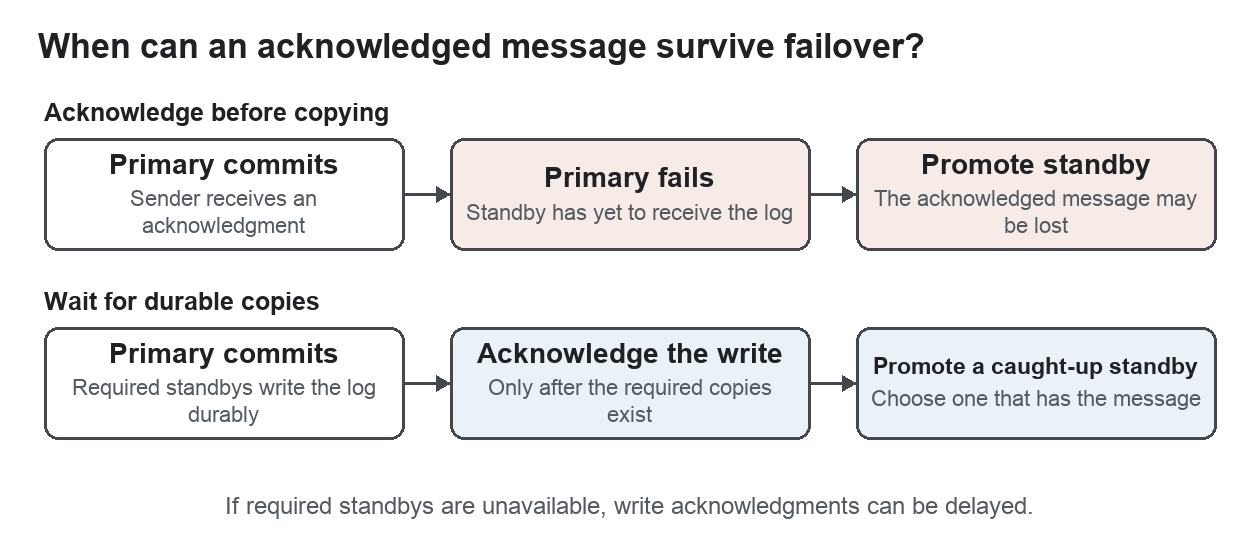 When can an acknowledged message survive failover?
Acknowledge before copying
Primary commits
Sender receives an
acknowledgment
Primary fails
Standby has yet to receive the log
Promote standby
The acknowledged message may
be lost
Wait for durable copies
Primary commits
Required standbys write the log
durably
Acknowledge the write
Only after the required copies
exist
Promote a caught-up standby
Choose one that has the message
If required standbys are unavailable, write acknowledgments can be delayed.